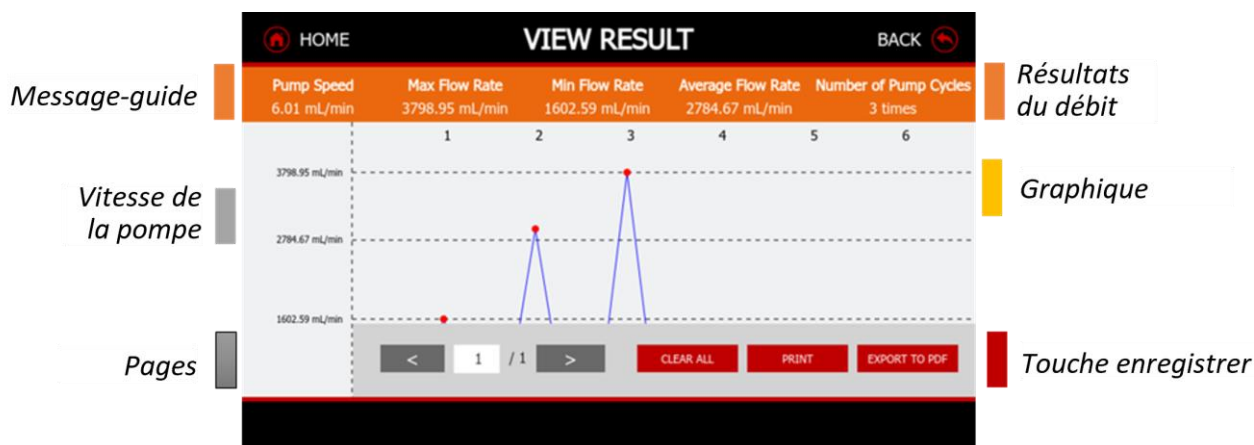 HOME
VIEW RESULT
BACK
Message-guide
Pump Speed
6.01 mL/min
Max Flow Rate
3798.95 mL/min
Min Flow Rate
1602.59 mL/min
Average Flow Rate
2784.67 mL/min
Number of Pump Cycles
3 times
Résultats
du débit
1 2 3 4 5 6
3798.95 mL/min
Vitesse de
la pompe
Graphique
2784.67 mL/min
1602.59 mL/min
Pages
< 1 / 1 >
CLEAR ALL
PRINT
EXPORT TO PDF
Touche enregistrer